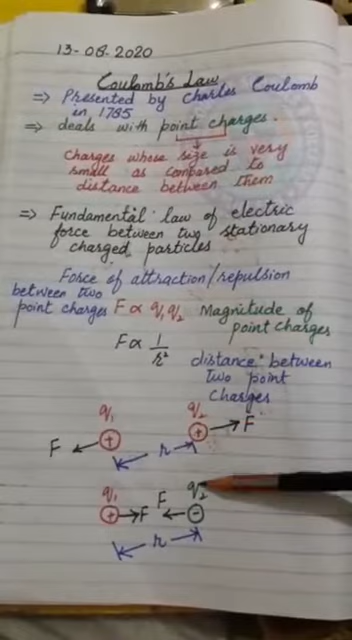 13-08-2020
Coulomb's Law
⇒ Presented by Charles Coulomb
in 1785
⇒ deals with point charges.
Charges whose size is very
small as compared to
distance between them
⇒ Fundamental law of electric
force between two stationary
charged particles
Force of attraction/repulsion
between two
point charges F ∝ q₁q₂ Magnitude of
point charges
F ∝ 1/r²
distance between
two point
charges
q₁ q₂
F ← ⊕ ⊕ → F
r
q₁ F q₂
⊕ → F ← ⊖
r